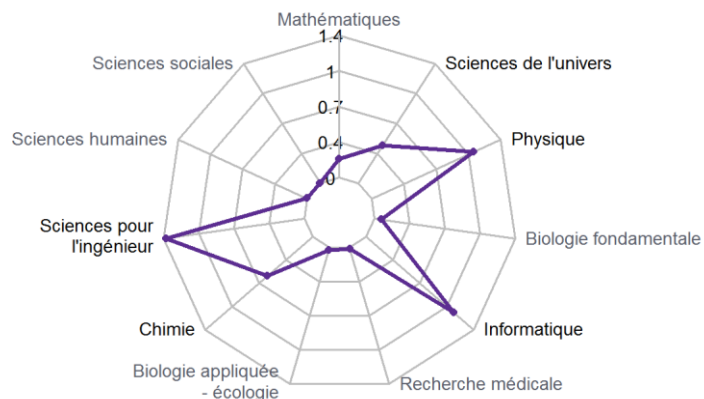 Mathématiques
1.4
Sciences sociales
Sciences de l'univers
1
0.7
Sciences humaines
Physique
0.4
0
Sciences pour
l'ingénieur
Biologie fondamentale
Chimie
Informatique
Biologie appliquée
- écologie
Recherche médicale